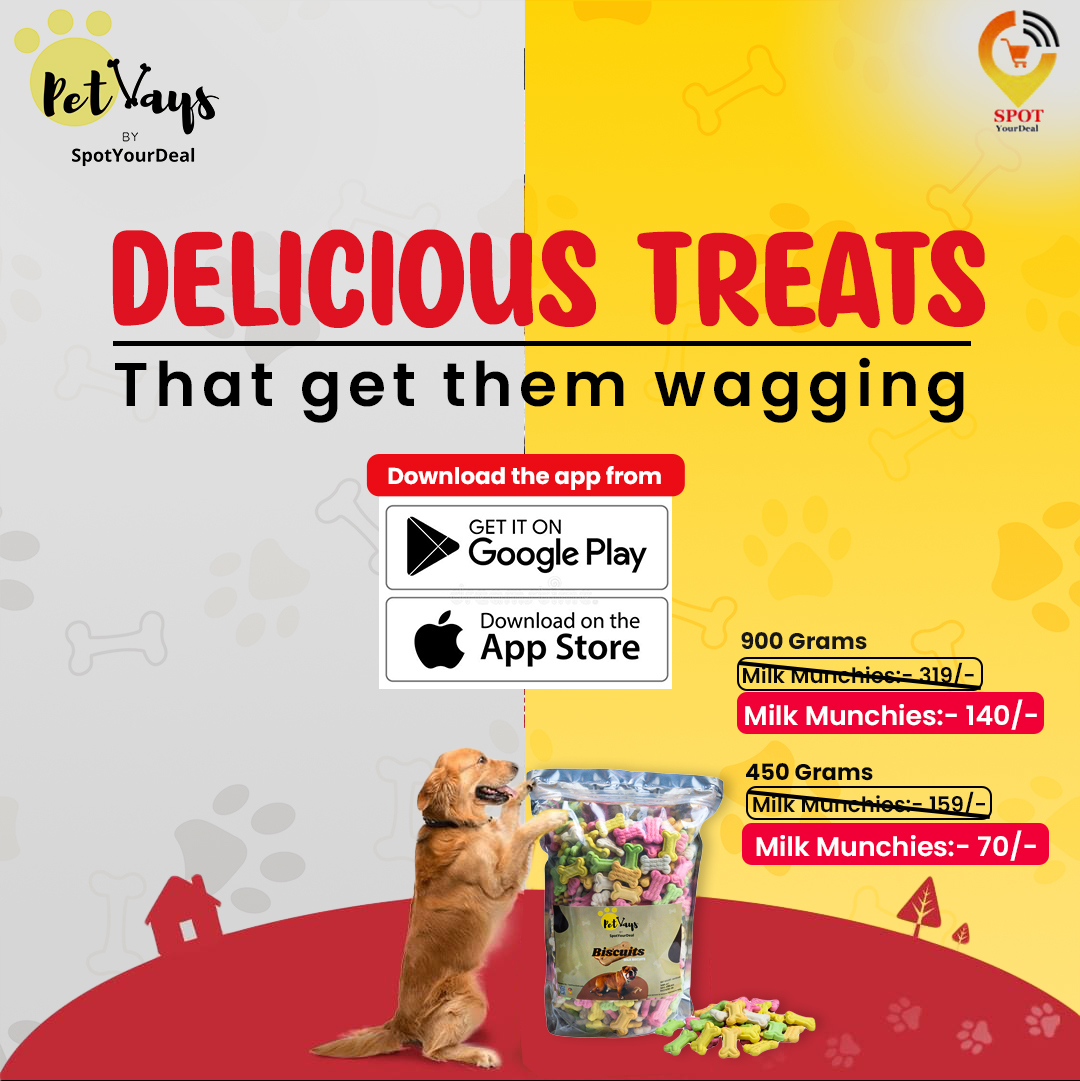 Pet Vays
BY
SpotYourDeal
SPOT
YourDeal
DELICIOUS TREATS
That get them wagging
Download the app from
GET IT ON
Google Play
dreamstime.
Download on the
App Store
900 Grams
Milk Munchies:- 319/-
Milk Munchies:- 140/-
450 Grams
Milk Munchies:- 159/-
Milk Munchies:- 70/-
Pet Vays
SpotYourDeal
Biscuits